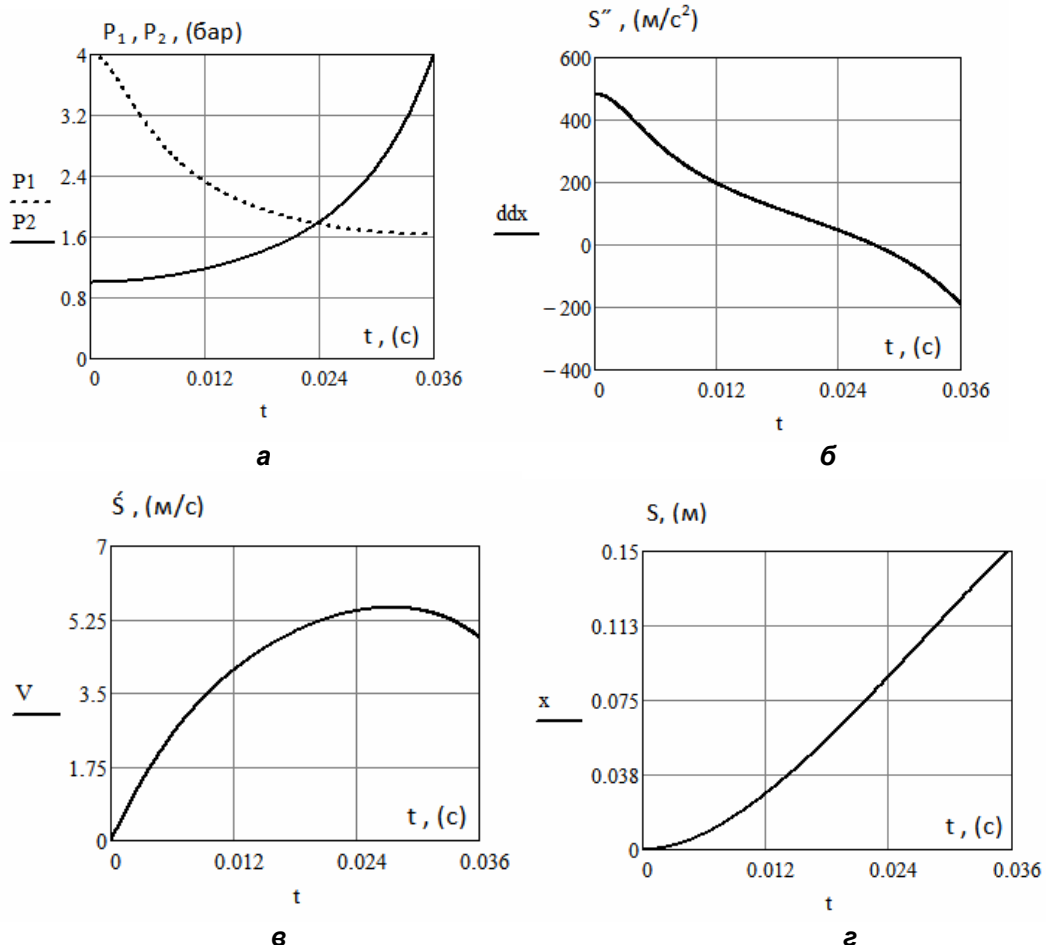 P₁ , P₂ , (бар)
4
3.2
2.4
1.6
0.8
0
P1
P2
0 0.012 0.024 0.036
t , (c)
t
а
S″ , (м/с²)
600
400
200
0
− 200
− 400
ddx
0 0.012 0.024 0.036
t , (c)
t
б
Ś , (м/с)
7
5.25
3.5
1.75
0
V
0 0.012 0.024 0.036
t , (c)
t
в
S, (м)
0.15
0.113
0.075
0.038
0
x
0 0.012 0.024 0.036
t , (c)
t
г